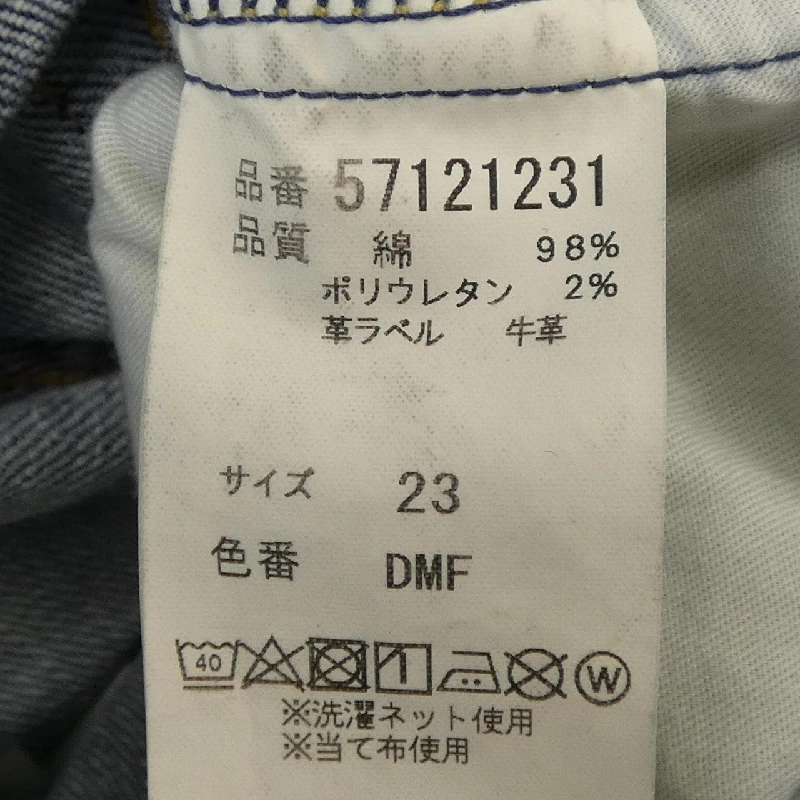 品番 57121231
品質 綿 98%
ポリウレタン 2%
革ラベル 牛革
サイズ 23
色番 DMF
40 W
※洗濯ネット使用
※当て布使用